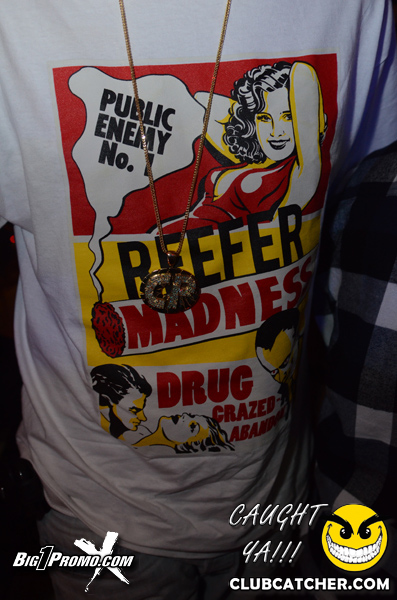 PUBLIC
ENEMY
No.
REEFER
MADNESS
DRUG
CRAZED
CAUGHT
YA!!!
BIG1PROMO.COM X
CLUBCATCHER.COM